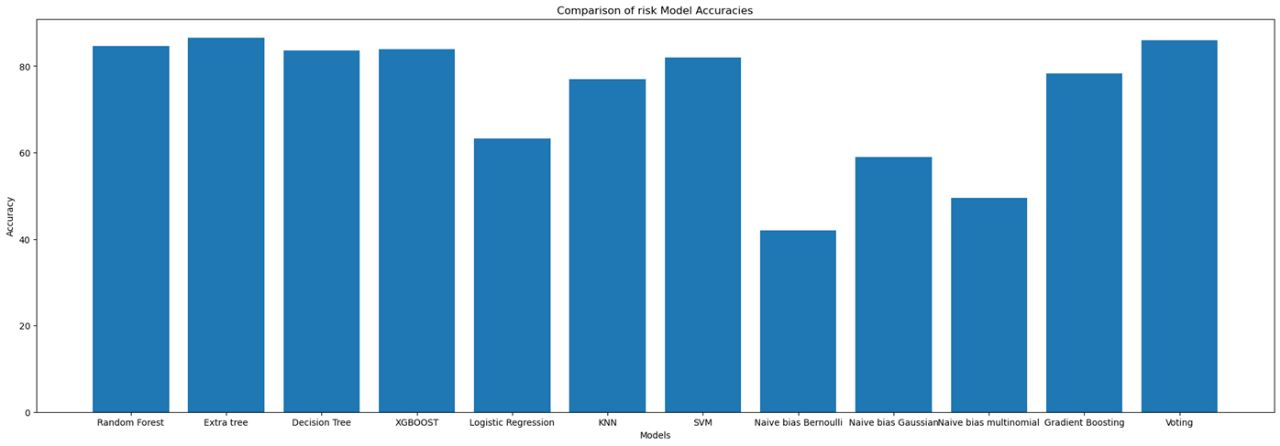 Comparison of risk Model Accuracies
Accuracy
80
60
40
20
0
Random Forest Extra tree Decision Tree XGBOOST Logistic Regression KNN SVM Naive bias Bernoulli Naive bias Gaussian Naive bias multinomial Gradient Boosting Voting
Models